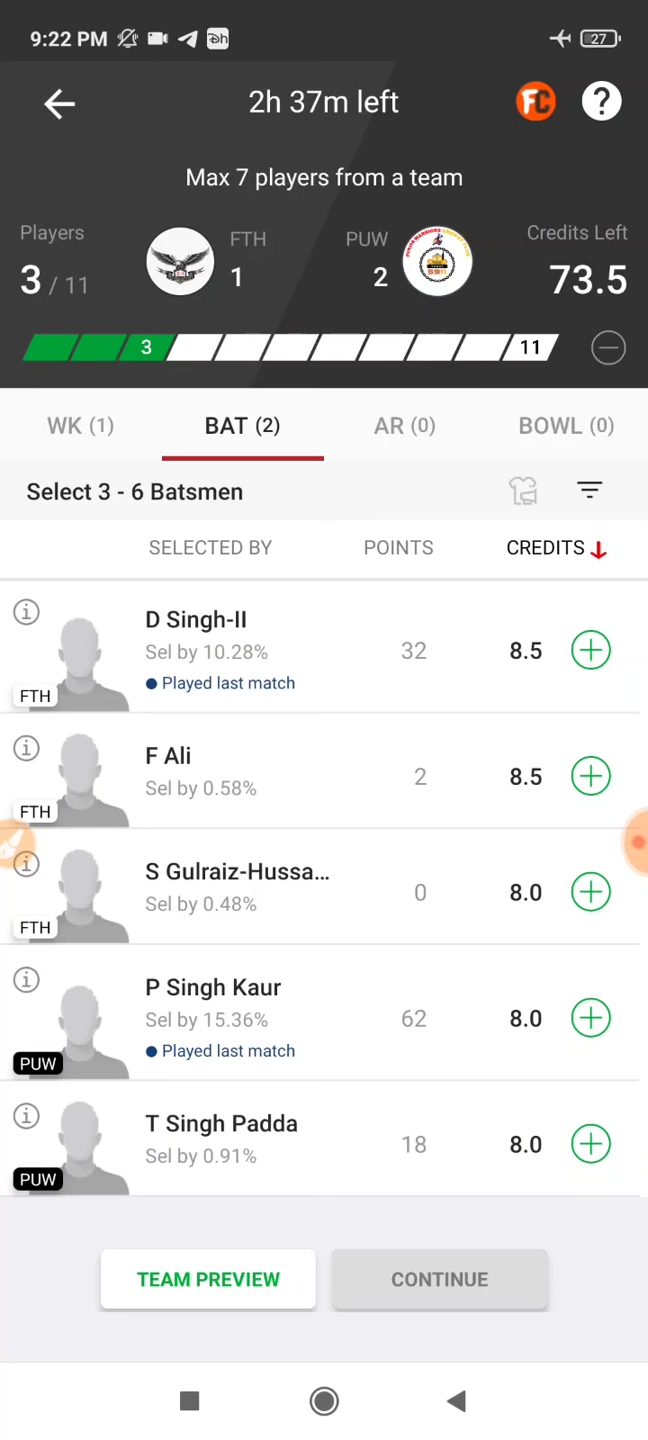 9:22 PM
27
2h 37m left
FC
?
Max 7 players from a team
Players
3 / 11
FTH
1
PUW
2
Credits Left
73.5
3
11
WK (1)
BAT (2)
AR (0)
BOWL (0)
Select 3 - 6 Batsmen
SELECTED BY
POINTS
CREDITS
D Singh-II
Sel by 10.28%
Played last match
FTH
32
8.5
F Ali
Sel by 0.58%
FTH
2
8.5
S Gulraiz-Hussa...
Sel by 0.48%
FTH
0
8.0
P Singh Kaur
Sel by 15.36%
Played last match
PUW
62
8.0
T Singh Padda
Sel by 0.91%
PUW
18
8.0
TEAM PREVIEW
CONTINUE